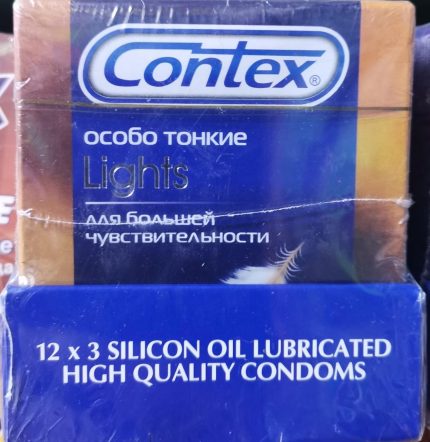 Contex®
особо тонкие
Lights
для большей
чувствительности
12 x 3 SILICON OIL LUBRICATED
HIGH QUALITY CONDOMS